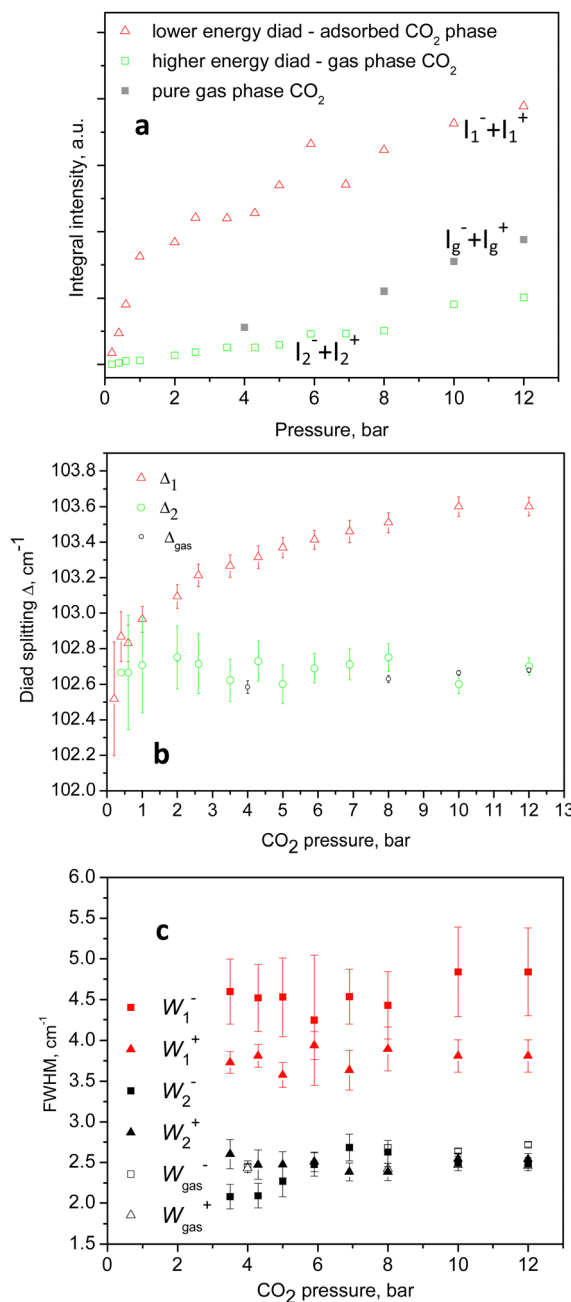 lower energy diad - adsorbed CO₂ phase
higher energy diad - gas phase CO₂
pure gas phase CO₂
a
I₁⁻+I₁⁺
Integral intensity, a.u.
I_g⁻+I_g⁺
I₂⁻+I₂⁺
0 2 4 6 8 10 12
Pressure, bar
b
103.8
103.6
103.4
103.2
103.0
102.8
102.6
102.4
102.2
102.0
Δ₁
Δ₂
Δgas
Diad splitting Δ, cm⁻¹
0 1 2 3 4 5 6 7 8 9 10 11 12 13
CO₂ pressure, bar
c
6.0
5.5
5.0
4.5
4.0
3.5
3.0
2.5
2.0
1.5
W₁⁻
W₁⁺
W₂⁻
W₂⁺
Wgas⁻
Wgas⁺
FWHM, cm⁻¹
0 2 4 6 8 10 12
CO₂ pressure, bar